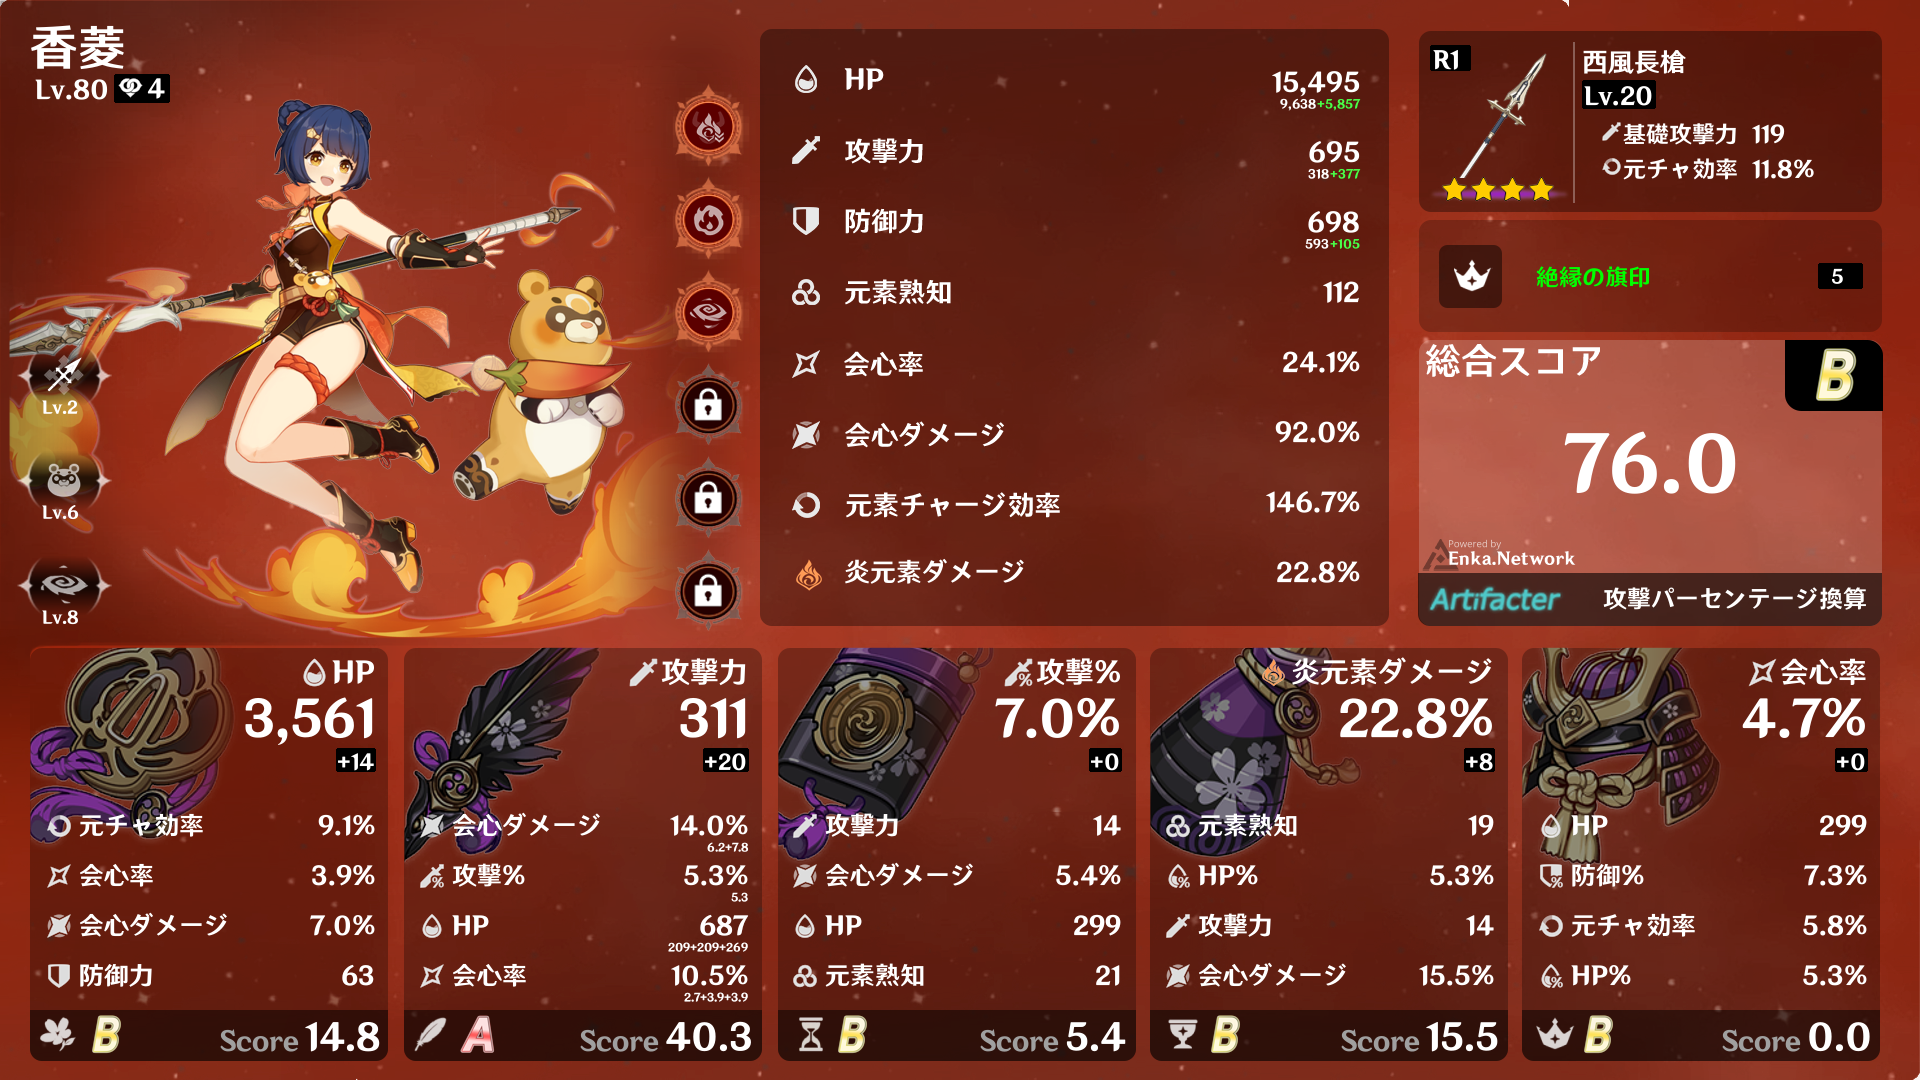 香菱
Lv.80 4
Lv.2
Lv.6
Lv.8
HP 15,495
9,638+5,857
攻撃力 695
318+377
防御力 698
593+105
元素熟知 112
会心率 24.1%
会心ダメージ 92.0%
元素チャージ効率 146.7%
炎元素ダメージ 22.8%
R1
西風長槍
Lv.20
基礎攻撃力 119
元チャ効率 11.8%
絶縁の旗印 5
総合スコア B
76.0
Powered by
Enka.Network
Artifacter 攻撃パーセンテージ換算
HP
3,561
+14
元チャ効率 9.1%
会心率 3.9%
会心ダメージ 7.0%
防御力 63
B Score 14.8
攻撃力
311
+20
会心ダメージ 14.0%
6.2+7.8
攻撃% 5.3%
5.3
HP 687
209+209+269
会心率 10.5%
2.7+3.9+3.9
A Score 40.3
攻撃%
7.0%
+0
攻撃力 14
会心ダメージ 5.4%
HP 299
元素熟知 21
B Score 5.4
炎元素ダメージ
22.8%
+8
元素熟知 19
HP% 5.3%
攻撃力 14
会心ダメージ 15.5%
B Score 15.5
会心率
4.7%
+0
HP 299
防御% 7.3%
元チャ効率 5.8%
HP% 5.3%
B Score 0.0